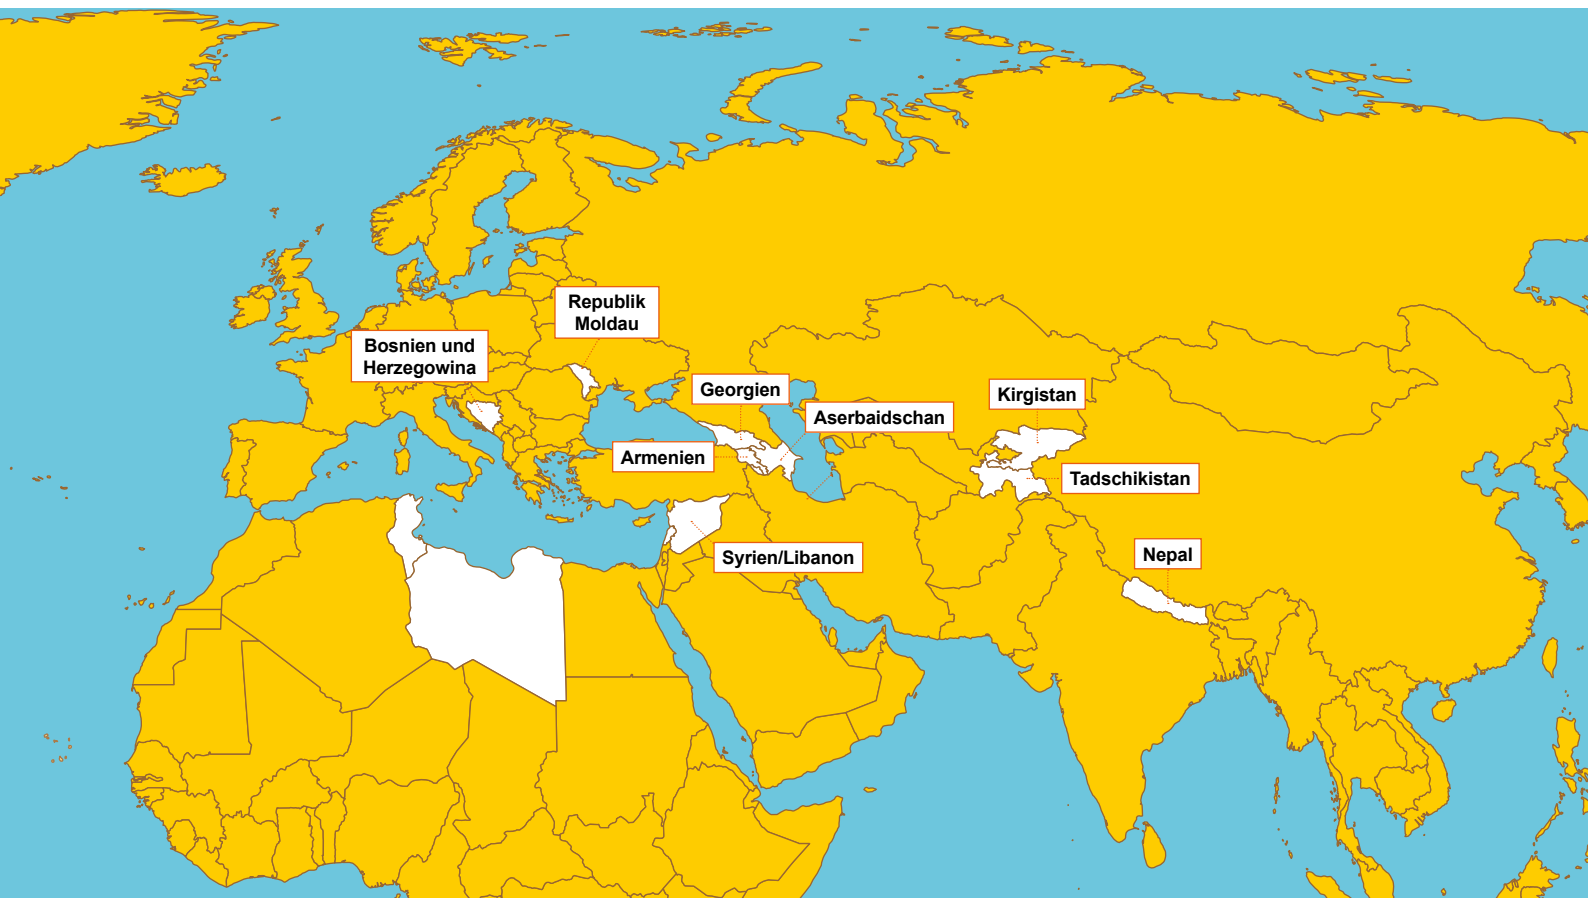 Republik
Moldau
Bosnien und
Herzegowina
Georgien
Kirgistan
Aserbaidschan
Armenien
Tadschikistan
Syrien/Libanon
Nepal